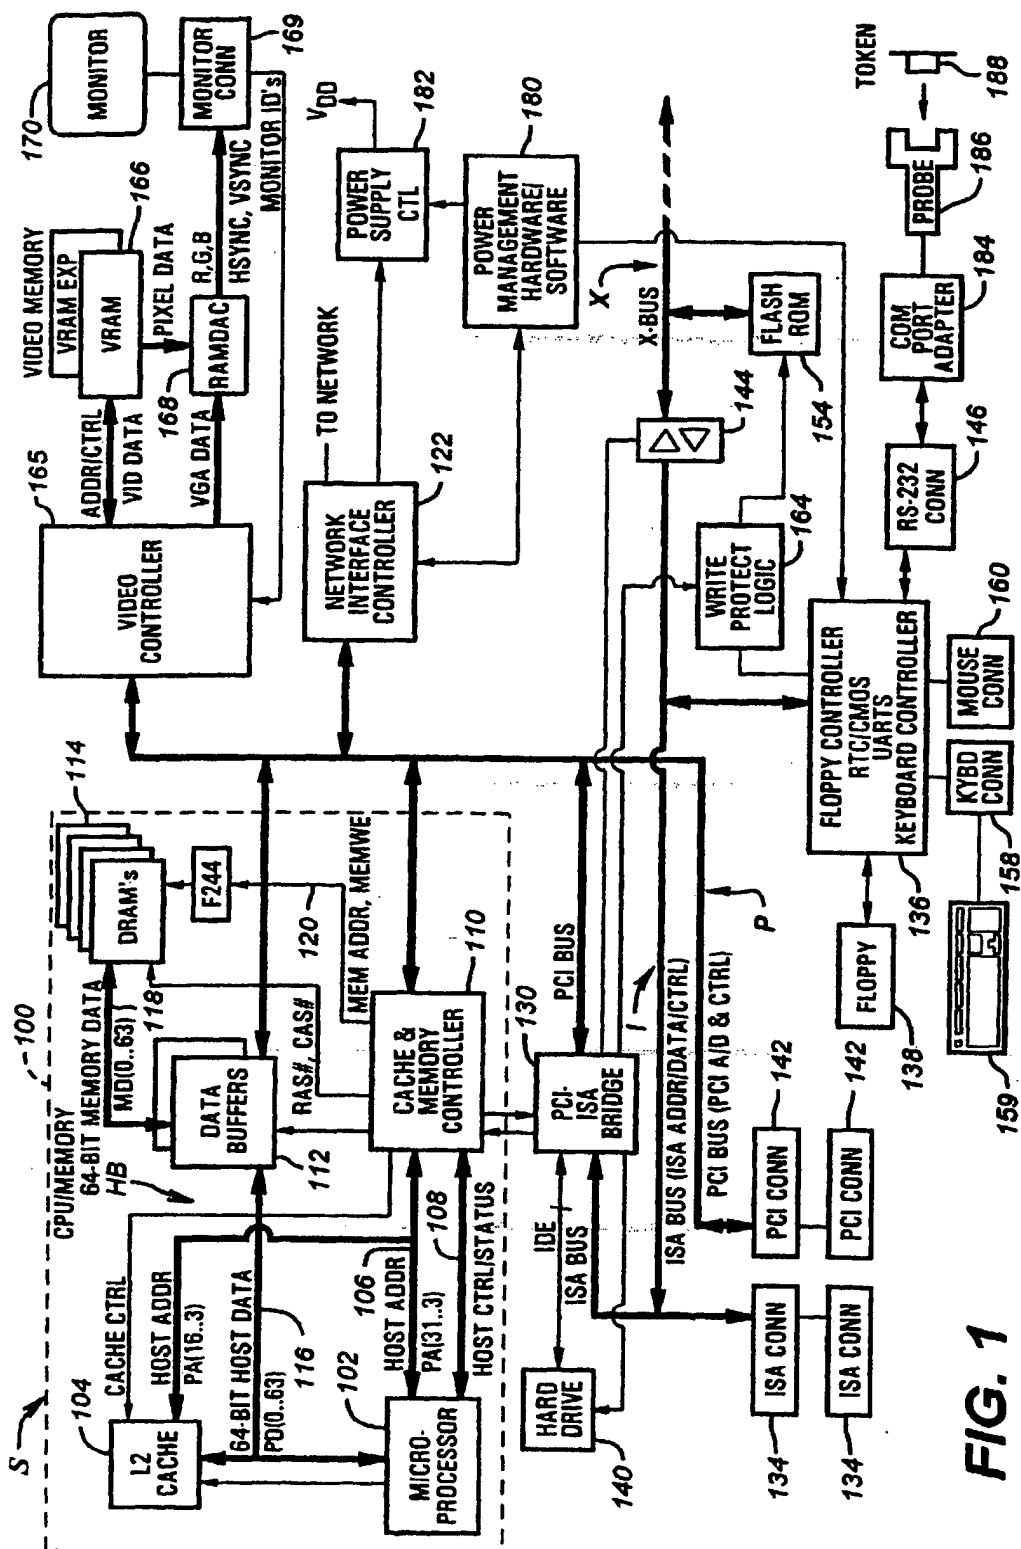 S
100
CPU/MEMORY
64-BIT MEMORY DATA
MD(0..63)
114
DRAM's
118
F244
120
HB
104
L2
CACHE
CACHE CTRL
HOST ADDR
PA(16..3)
64-BIT HOST DATA
PD(0..63)
116
DATA
BUFFERS
112
RAS#, CAS#
MEM ADDR, MEMWE
102
MICRO-
PROCESSOR
106
HOST ADDR
PA(31..3)
108
HOST CTRL/STATUS
CACHE &
MEMORY
CONTROLLER
110
165
VIDEO
CONTROLLER
ADDR/CTRL
VID DATA
VGA DATA
VIDEO MEMORY
VRAM EXP
VRAM
166
PIXEL DATA
168
RAMDAC
R,G,B
HSYNC, VSYNC
MONITOR ID's
170
MONITOR
MONITOR
CONN
169
NETWORK
INTERFACE
CONTROLLER
122
TO NETWORK
POWER
SUPPLY
CTL
182
VDD
POWER
MANAGEMENT
HARDWARE/
SOFTWARE
180
HARD
DRIVE
140
IDE
ISA BUS
PCI-
ISA
BRIDGE
130
PCI BUS
I
ISA BUS (ISA ADDR/DATA/CTRL)
PCI BUS (PCI A/D & CTRL)
P
144
X-BUS
X
FLASH
ROM
154
WRITE
PROTECT
LOGIC
164
134
ISA CONN
134
ISA CONN
PCI CONN
142
PCI CONN
142
FLOPPY
138
FLOPPY CONTROLLER
RTC/CMOS
UARTS
KEYBOARD CONTROLLER
136
159
KYBD
CONN
158
MOUSE
CONN
160
RS-232
CONN
146
COM
PORT
ADAPTER
184
PROBE
186
TOKEN
188
FIG. 1